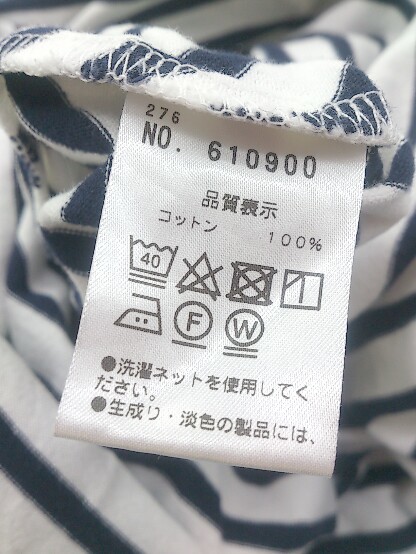 276
NO. 610900
品質表示
コットン 100%
40
F W
●洗濯ネットを使用してく
ださい。
●生成り・淡色の製品には、